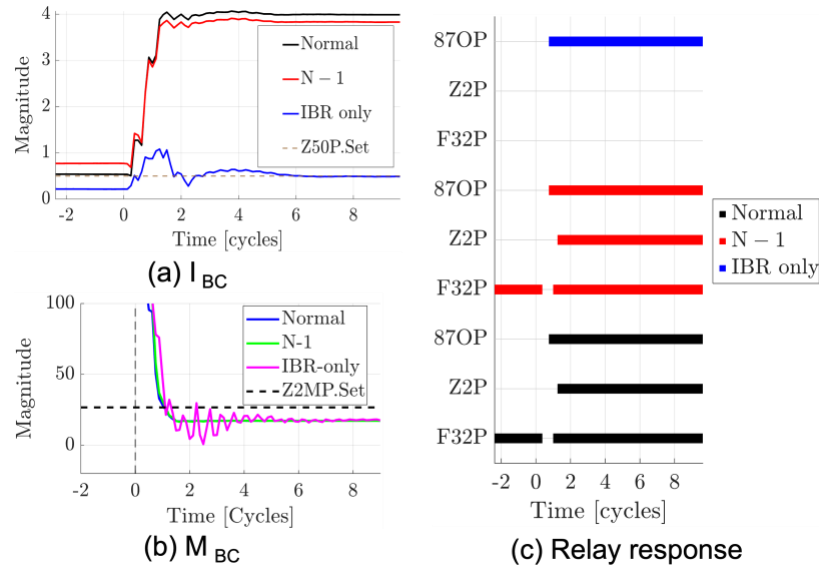 Magnitude
4
3
2
1
0
-2
0
2
4
6
8
Time [cycles]
Normal
N − 1
IBR only
Z50P.Set
(a) I BC
Magnitude
100
50
0
-2
0
2
4
6
8
Time [Cycles]
Normal
N-1
IBR-only
Z2MP.Set
(b) M BC
87OP
Z2P
F32P
87OP
Z2P
F32P
87OP
Z2P
F32P
-2
0
2
4
6
8
Time [cycles]
Normal
N − 1
IBR only
(c) Relay response